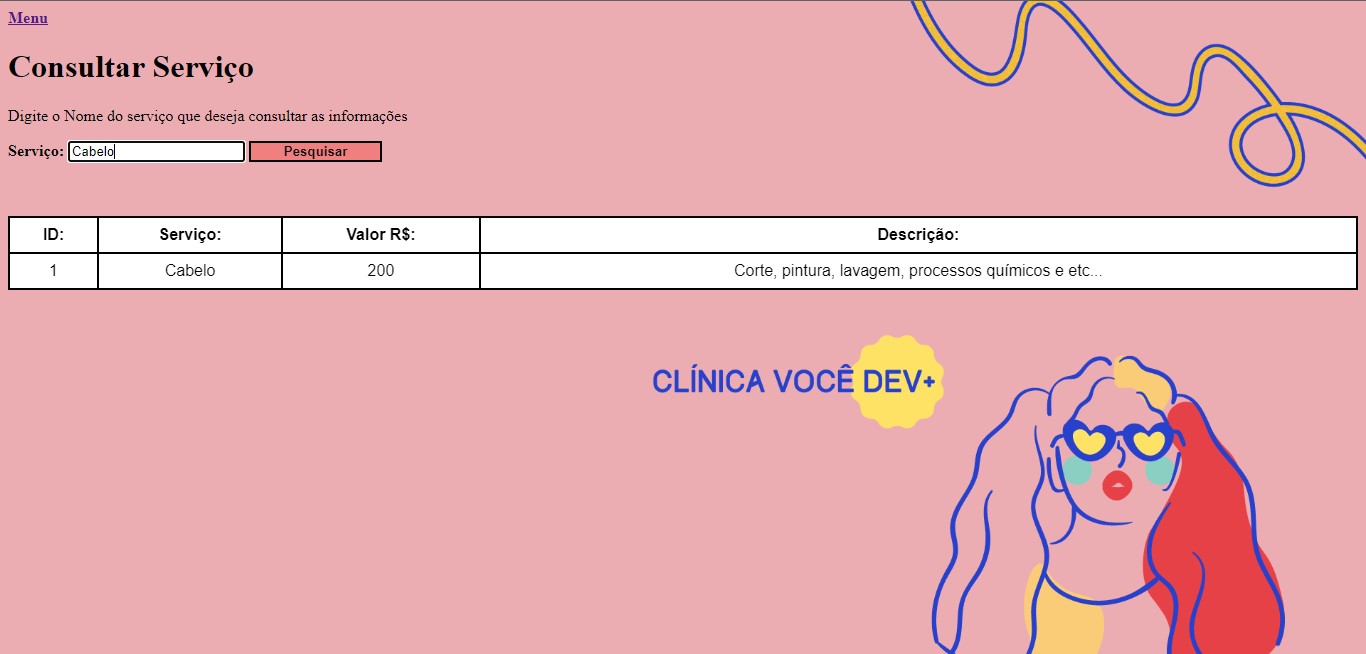 Menu
Consultar Serviço
Digite o Nome do serviço que deseja consultar as informações
Serviço: Cabelo Pesquisar
ID: Serviço: Valor R$: Descrição:
1 Cabelo 200 Corte, pintura, lavagem, processos químicos e etc...
CLÍNICA VOCÊ DEV+